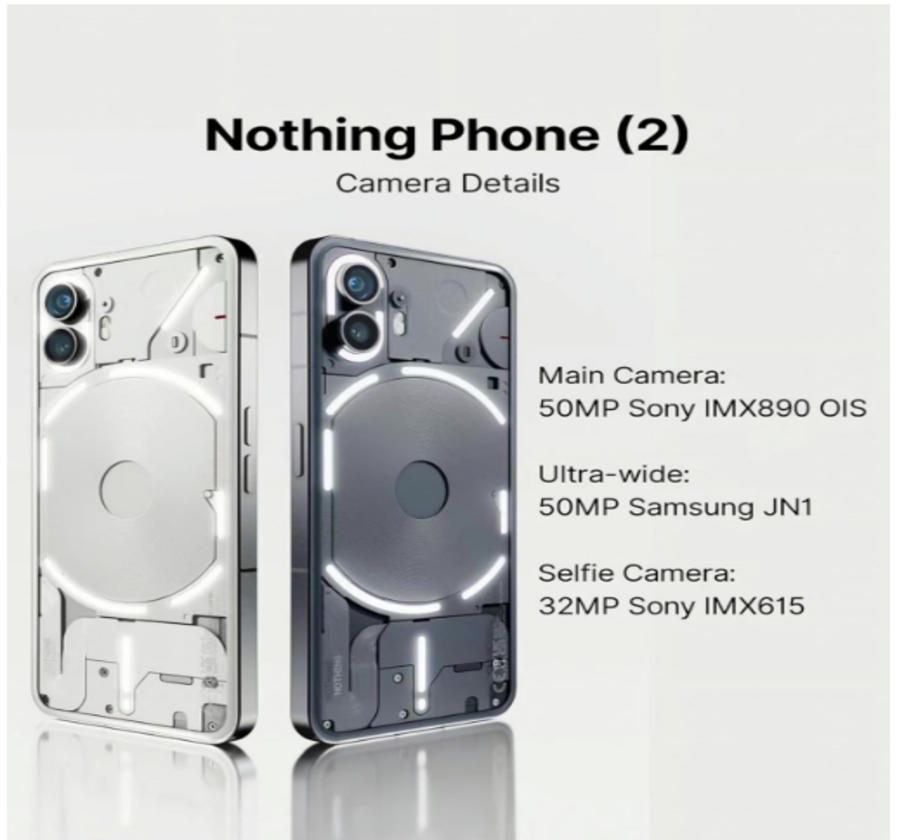 Nothing Phone (2)
Camera Details
Main Camera:
50MP Sony IMX890 OIS
Ultra-wide:
50MP Samsung JN1
Selfie Camera:
32MP Sony IMX615
NOTHING